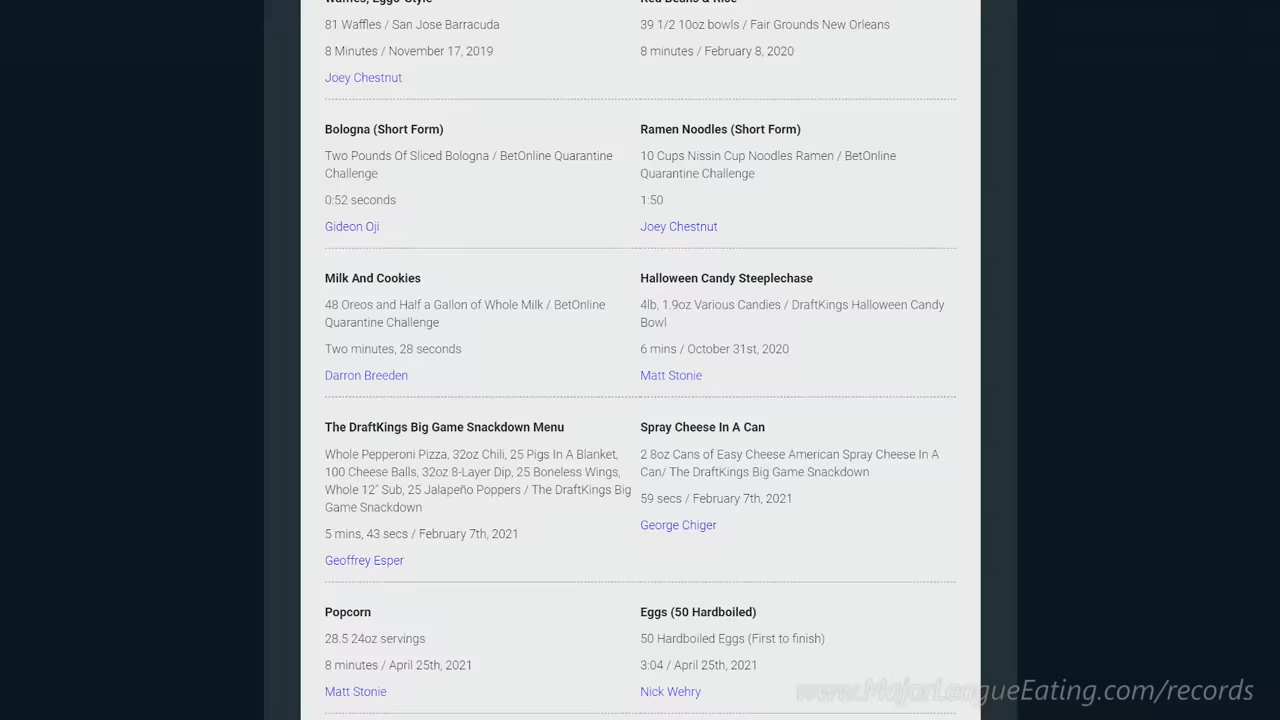 Waffles, Eggo-Style
81 Waffles / San Jose Barracuda
8 Minutes / November 17, 2019
Joey Chestnut
Red Beans & Rice
39 1/2 10oz bowls / Fair Grounds New Orleans
8 minutes / February 8, 2020
Bologna (Short Form)
Two Pounds Of Sliced Bologna / BetOnline Quarantine
Challenge
0:52 seconds
Gideon Oji
Ramen Noodles (Short Form)
10 Cups Nissin Cup Noodles Ramen / BetOnline
Quarantine Challenge
1:50
Joey Chestnut
Milk And Cookies
48 Oreos and Half a Gallon of Whole Milk / BetOnline
Quarantine Challenge
Two minutes, 28 seconds
Darron Breeden
Halloween Candy Steeplechase
4lb, 1.9oz Various Candies / DraftKings Halloween Candy
Bowl
6 mins / October 31st, 2020
Matt Stonie
The DraftKings Big Game Snackdown Menu
Whole Pepperoni Pizza, 32oz Chili, 25 Pigs In A Blanket,
100 Cheese Balls, 32oz 8-Layer Dip, 25 Boneless Wings,
Whole 12" Sub, 25 Jalapeño Poppers / The DraftKings Big
Game Snackdown
5 mins, 43 secs / February 7th, 2021
Geoffrey Esper
Spray Cheese In A Can
2 8oz Cans of Easy Cheese American Spray Cheese In A
Can/ The DraftKings Big Game Snackdown
59 secs / February 7th, 2021
George Chiger
Popcorn
28.5 24oz servings
8 minutes / April 25th, 2021
Matt Stonie
Eggs (50 Hardboiled)
50 Hardboiled Eggs (First to finish)
3:04 / April 25th, 2021
Nick Wehry
www.MajorLeagueEating.com/records